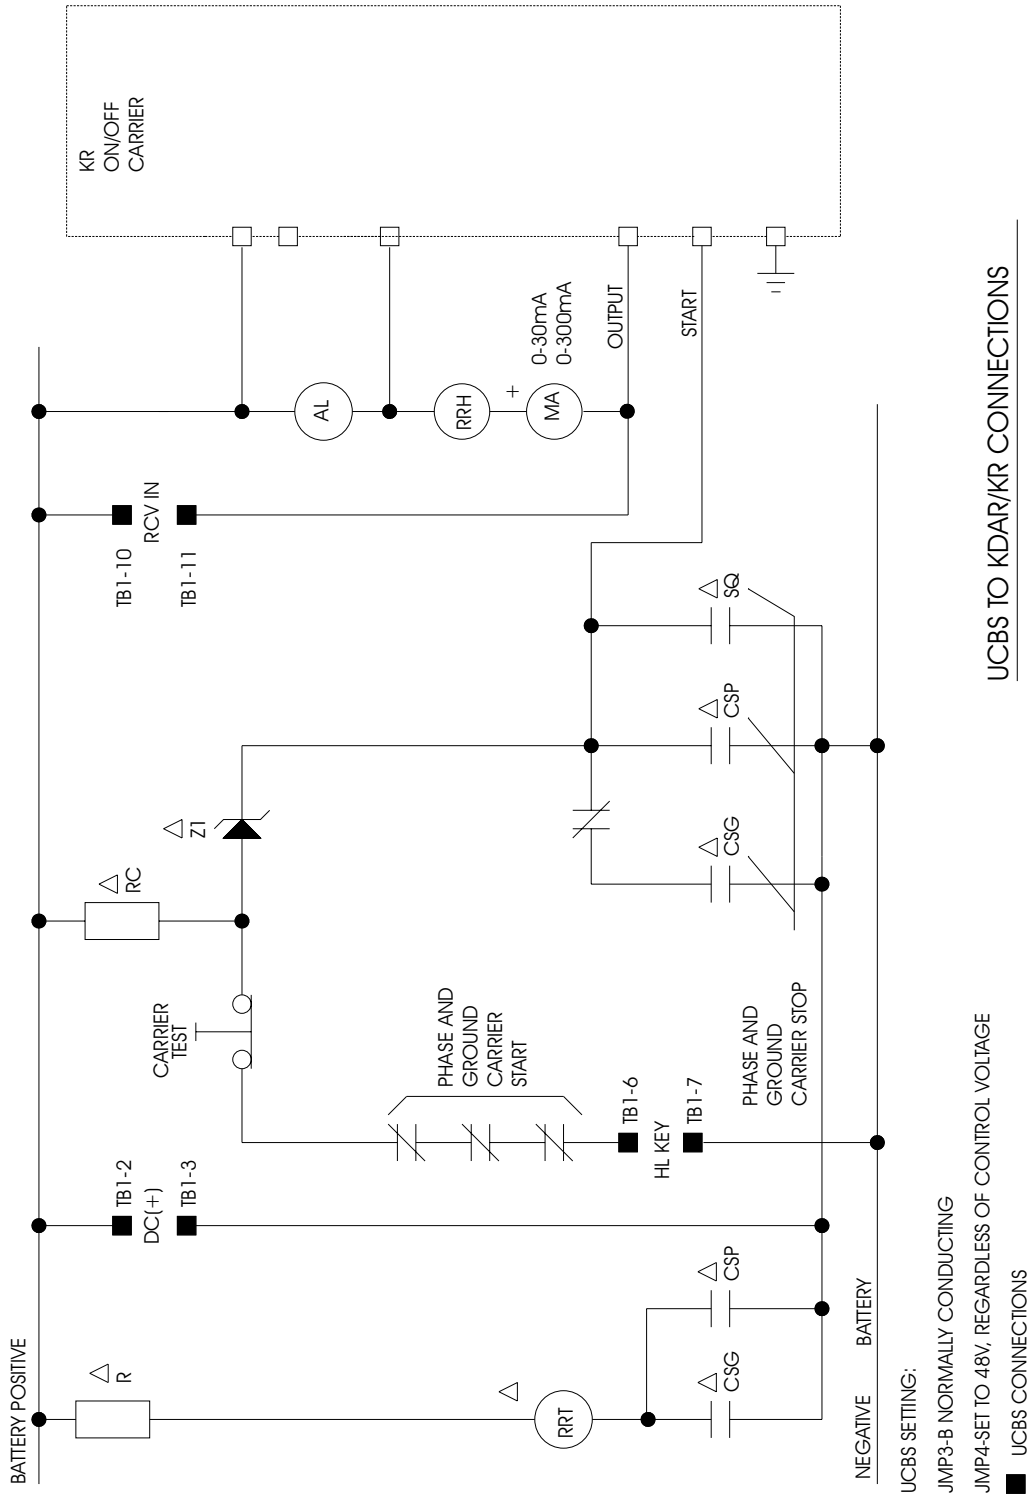 BATTERY POSITIVE
R
RRT
CSG
CSP
TB1-2
DC(+)
TB1-3
CARRIER
TEST
PHASE AND
GROUND
CARRIER
START
TB1-6
HL KEY
TB1-7
RC
Z1
PHASE AND
GROUND
CARRIER STOP
CSG
CSP
SQ
TB1-10
RCV IN
TB1-11
AL
RRH
+
MA
0-30mA
0-300mA
OUTPUT
START
KR
ON/OFF
CARRIER
NEGATIVE BATTERY
UCBS SETTING:
JMP3-B NORMALLY CONDUCTING
JMP4-SET TO 48V, REGARDLESS OF CONTROL VOLTAGE
UCBS CONNECTIONS
UCBS TO KDAR/KR CONNECTIONS